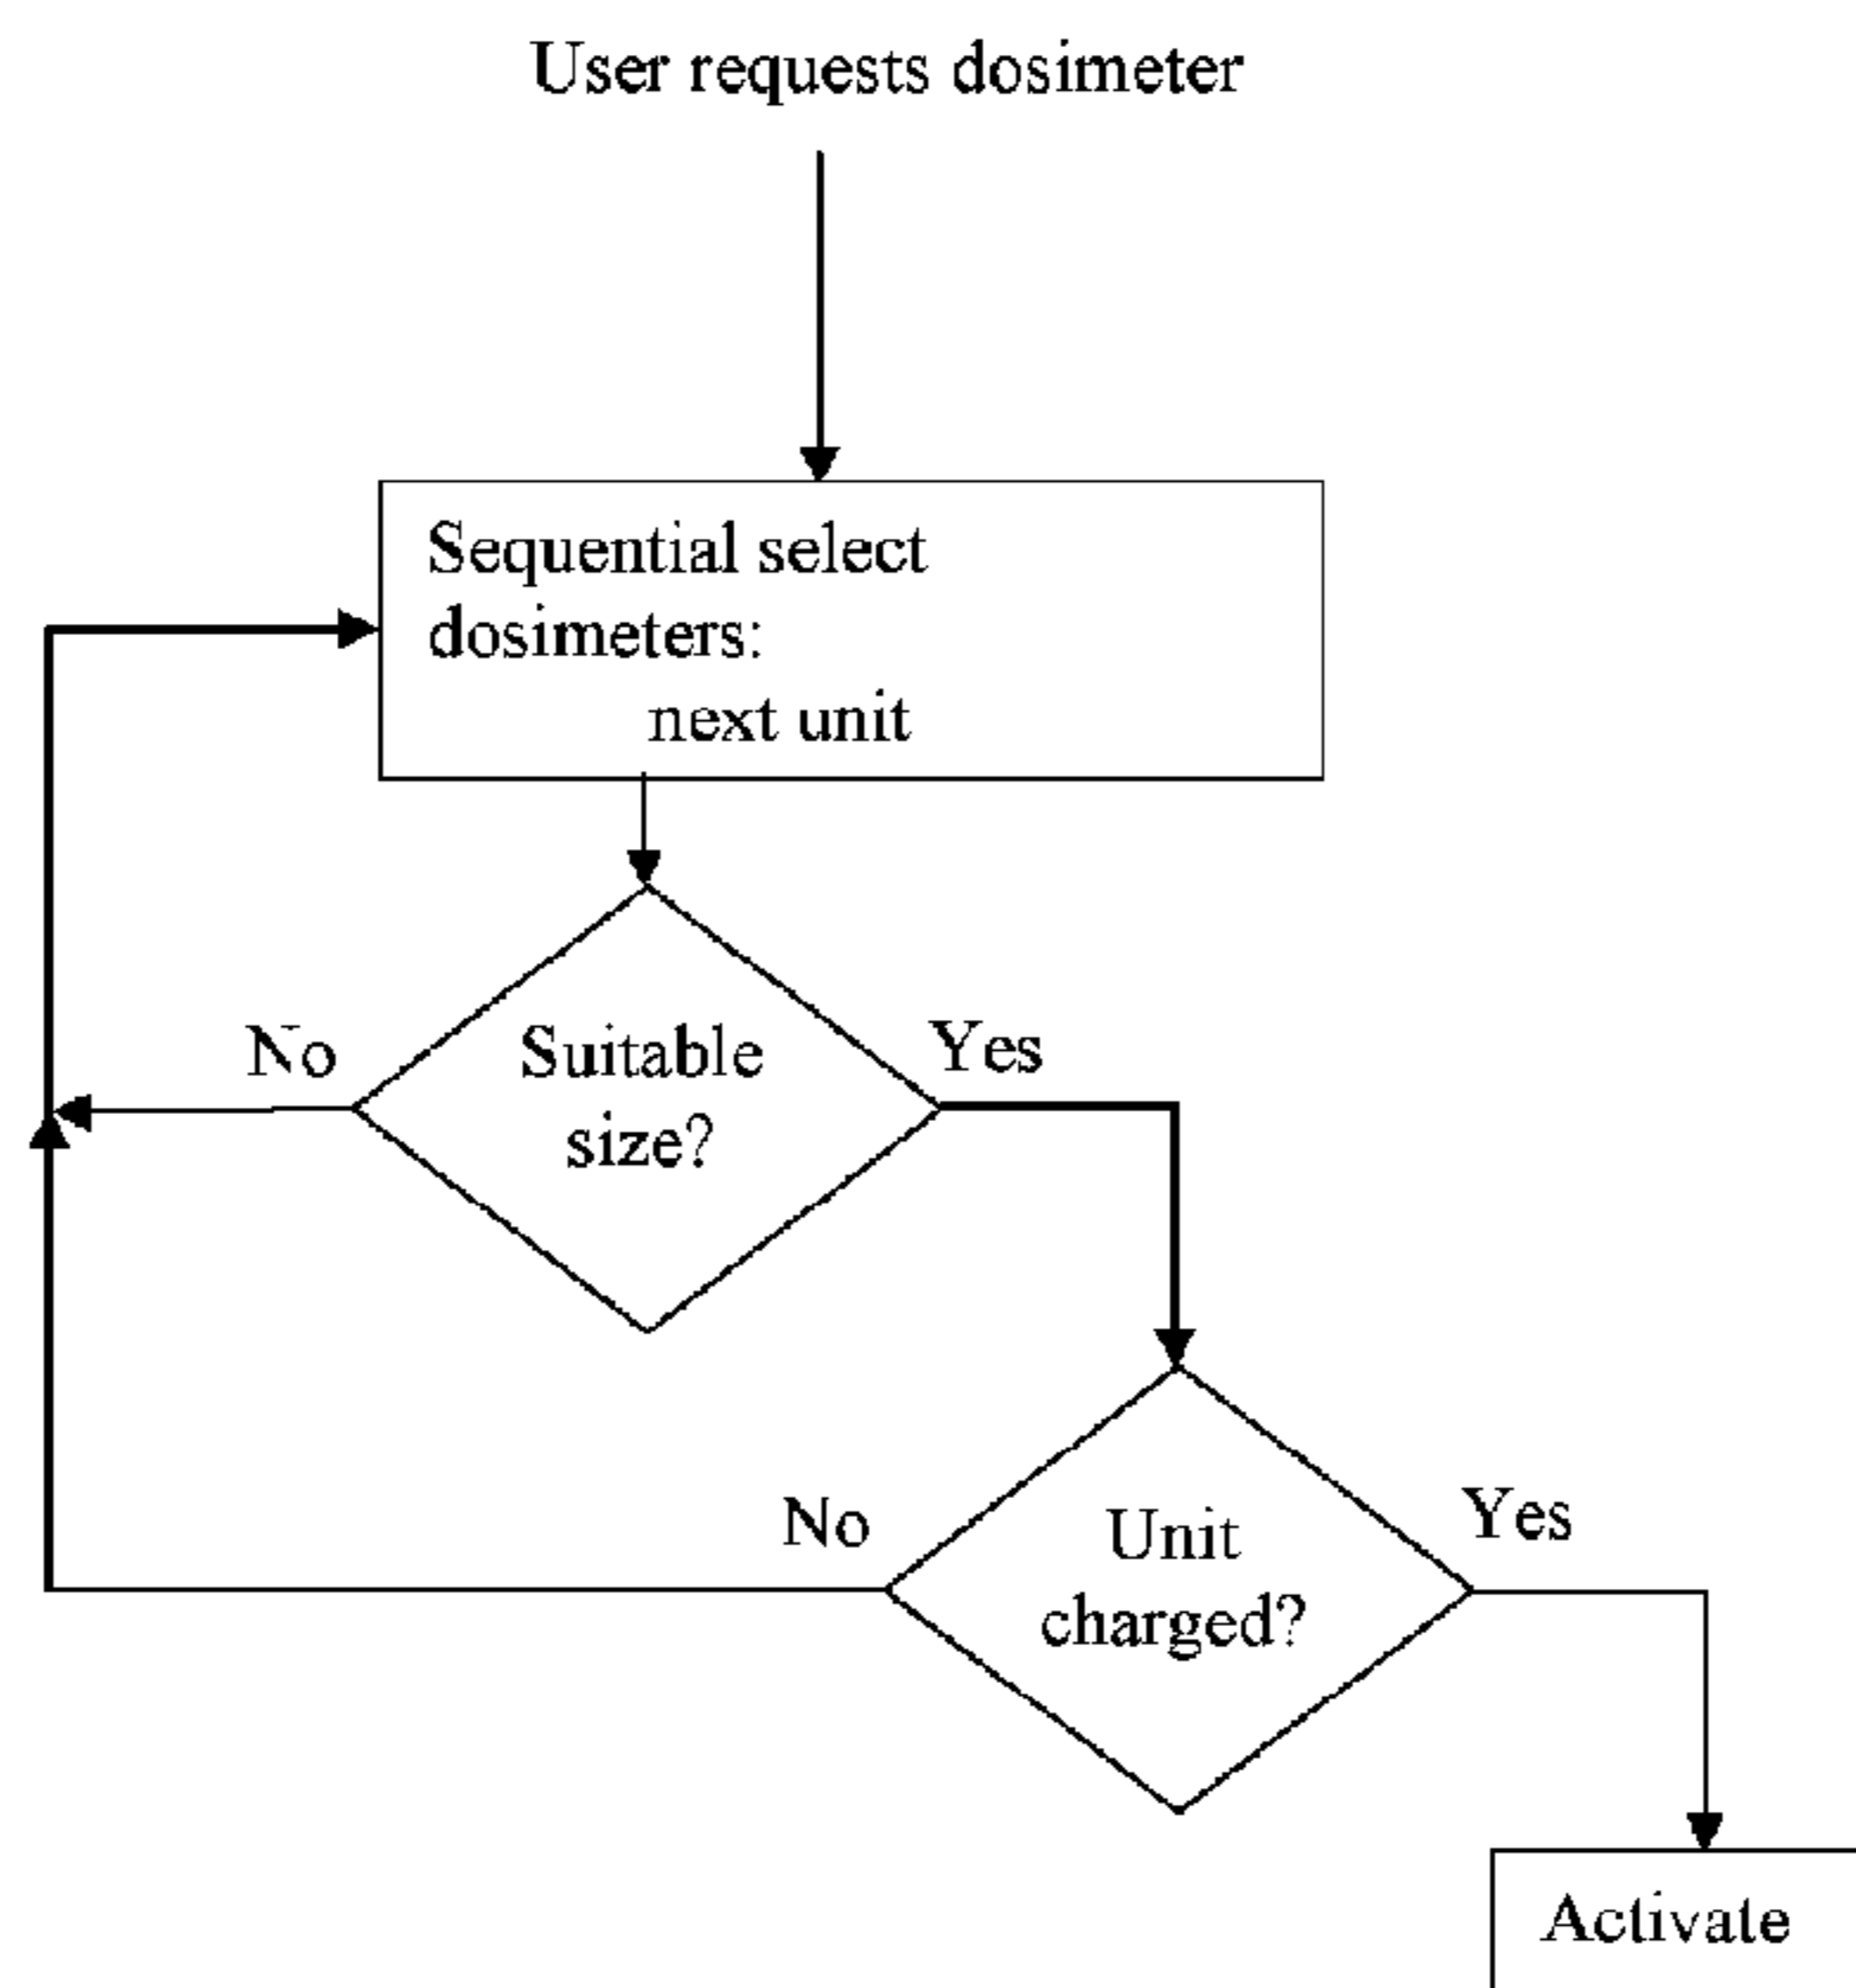 User requests dosimeter
Sequential select
dosimeters:
next unit
No
Suitable
size?
Yes
No
Unit
charged?
Yes
Activate